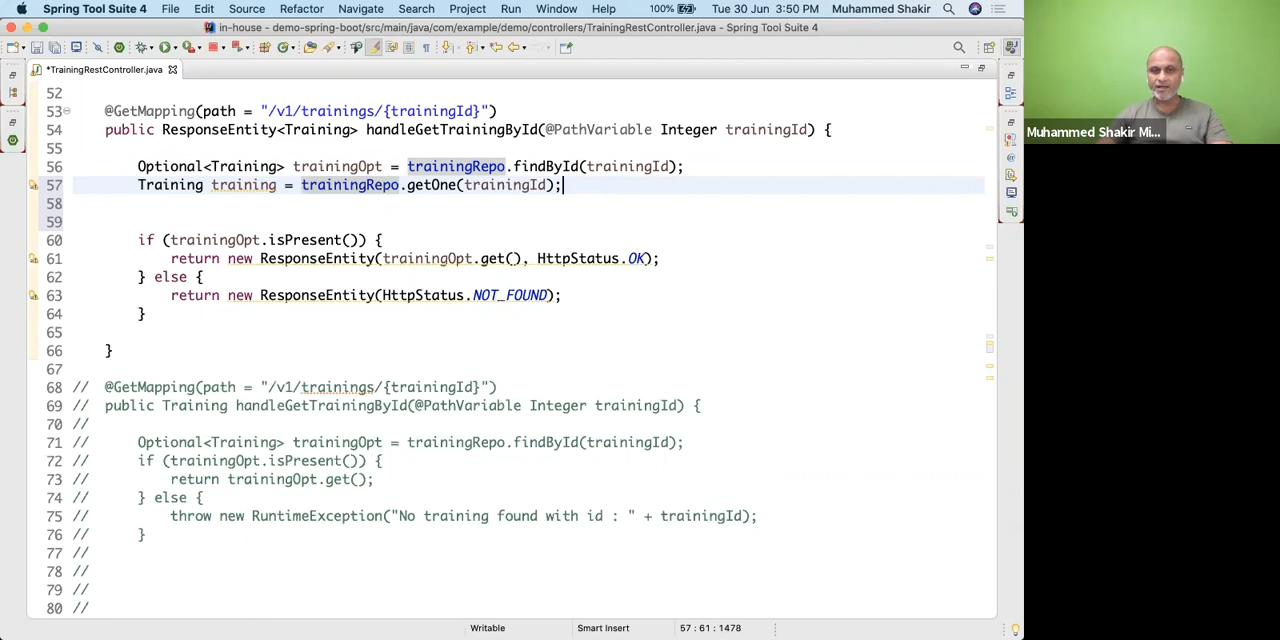 Spring Tool Suite 4 File Edit Source Refactor Navigate Search Project Run Window Help 100% Tue 30 Jun 3:50 PM Muhammed Shakir
in-house - demo-spring-boot/src/main/java/com/example/demo/controllers/TrainingRestController.java - Spring Tool Suite 4
*TrainingRestController.java
52
53 @GetMapping(path = "/v1/trainings/{trainingId}")
54 public ResponseEntity<Training> handleGetTrainingById(@PathVariable Integer trainingId) {
55
56 Optional<Training> trainingOpt = trainingRepo.findById(trainingId);
57 Training training = trainingRepo.getOne(trainingId);
58
59
60 if (trainingOpt.isPresent()) {
61 return new ResponseEntity(trainingOpt.get(), HttpStatus.OK);
62 } else {
63 return new ResponseEntity(HttpStatus.NOT_FOUND);
64 }
65
66 }
67
68 // @GetMapping(path = "/v1/trainings/{trainingId}")
69 // public Training handleGetTrainingById(@PathVariable Integer trainingId) {
70 //
71 // Optional<Training> trainingOpt = trainingRepo.findById(trainingId);
72 // if (trainingOpt.isPresent()) {
73 // return trainingOpt.get();
74 // } else {
75 // throw new RuntimeException("No training found with id : " + trainingId);
76 // }
77 //
78 //
79 //
80 //
Writable Smart Insert 57 : 61 : 1478
Muhammed Shakir Mi...